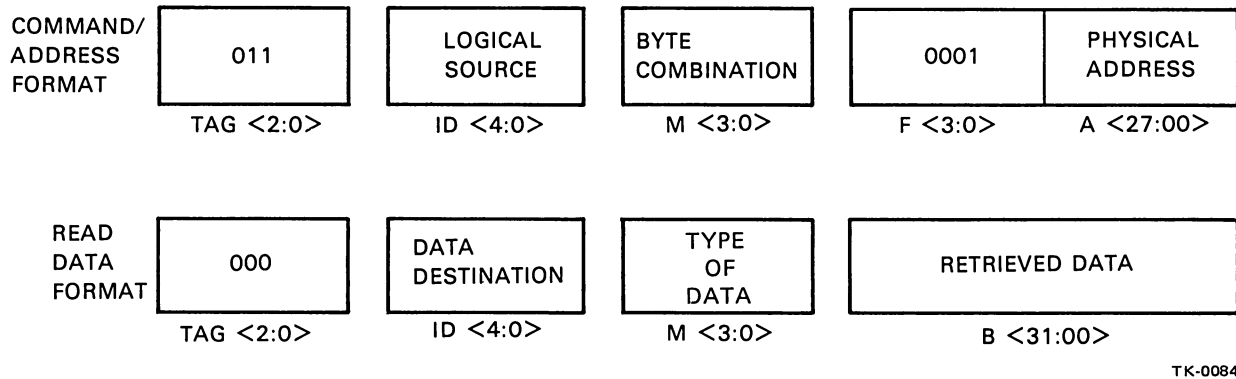 COMMAND/
ADDRESS
FORMAT
011
LOGICAL
SOURCE
BYTE
COMBINATION
0001
PHYSICAL
ADDRESS
TAG <2:0>
ID <4:0>
M <3:0>
F <3:0>
A <27:00>
READ
DATA
FORMAT
000
DATA
DESTINATION
TYPE
OF
DATA
RETRIEVED DATA
TAG <2:0>
ID <4:0>
M <3:0>
B <31:00>
TK-0084